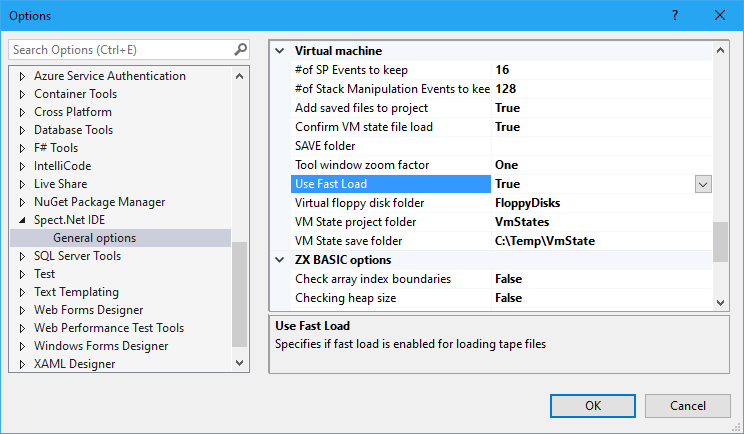 Options
?
Search Options (Ctrl+E)
Azure Service Authentication
Container Tools
Cross Platform
Database Tools
F# Tools
IntelliCode
Live Share
NuGet Package Manager
Spect.Net IDE
General options
SQL Server Tools
Test
Text Templating
Web Forms Designer
Web Performance Test Tools
Windows Forms Designer
XAML Designer
Virtual machine
#of SP Events to keep 16
#of Stack Manipulation Events to kee 128
Add saved files to project True
Confirm VM state file load True
SAVE folder
Tool window zoom factor One
Use Fast Load True
Virtual floppy disk folder FloppyDisks
VM State project folder VmStates
VM State save folder C:\Temp\VmState
ZX BASIC options
Check array index boundaries False
Checking heap size False
Use Fast Load
Specifies if fast load is enabled for loading tape files
OK Cancel